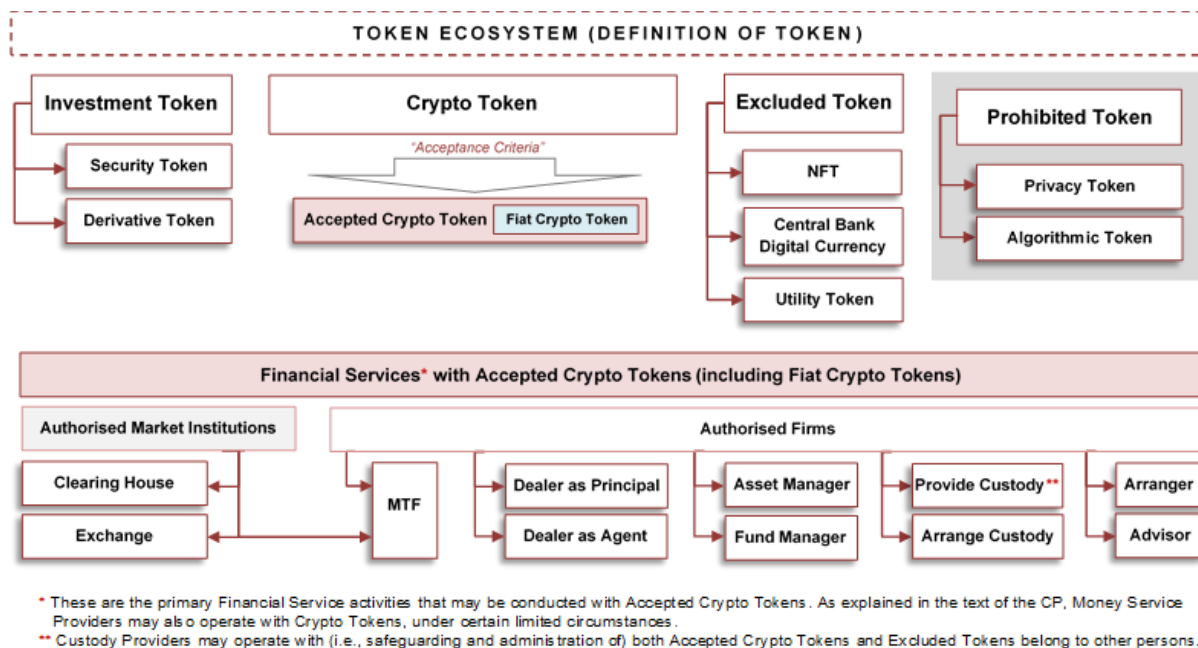 TOKEN ECOSYSTEM (DEFINITION OF TOKEN)
Investment Token
Security Token
Derivative Token
Crypto Token
"Acceptance Criteria"
Accepted Crypto Token
Fiat Crypto Token
Excluded Token
NFT
Central Bank
Digital Currency
Utility Token
Prohibited Token
Privacy Token
Algorithmic Token
Financial Services* with Accepted Crypto Tokens (including Fiat Crypto Tokens)
Authorised Market Institutions
Clearing House
Exchange
Authorised Firms
MTF
Dealer as Principal
Dealer as Agent
Asset Manager
Fund Manager
Provide Custody**
Arrange Custody
Arranger
Advisor
* These are the primary Financial Service activities that may be conducted with Accepted Crypto Tokens. As explained in the text of the CP, Money Service
Providers may also operate with Crypto Tokens, under certain limited circumstances.
** Custody Providers may operate with (i.e., safeguarding and administration of) both Accepted Crypto Tokens and Excluded Tokens belong to other persons.